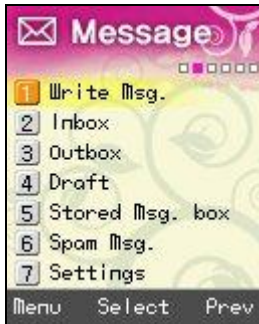 Message
1 Write Msg.
2 Inbox
3 Outbox
4 Draft
5 Stored Msg. box
6 Spam Msg.
7 Settings
Menu Select Prev